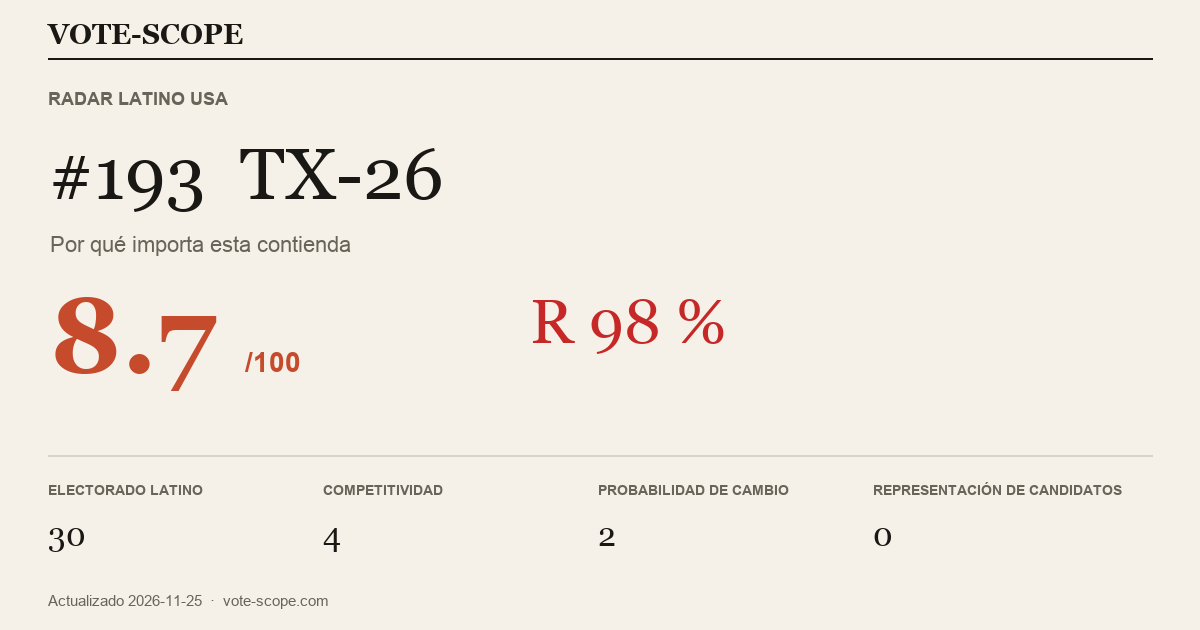 VOTE-SCOPE
RADAR LATINO USA
#193 TX-26
Por qué importa esta contienda
8.7 /100 R 98 %
ELECTORADO LATINO COMPETITIVIDAD PROBABILIDAD DE CAMBIO REPRESENTACIÓN DE CANDIDATOS
30 4 2 0
Actualizado 2026-11-25 · vote-scope.com